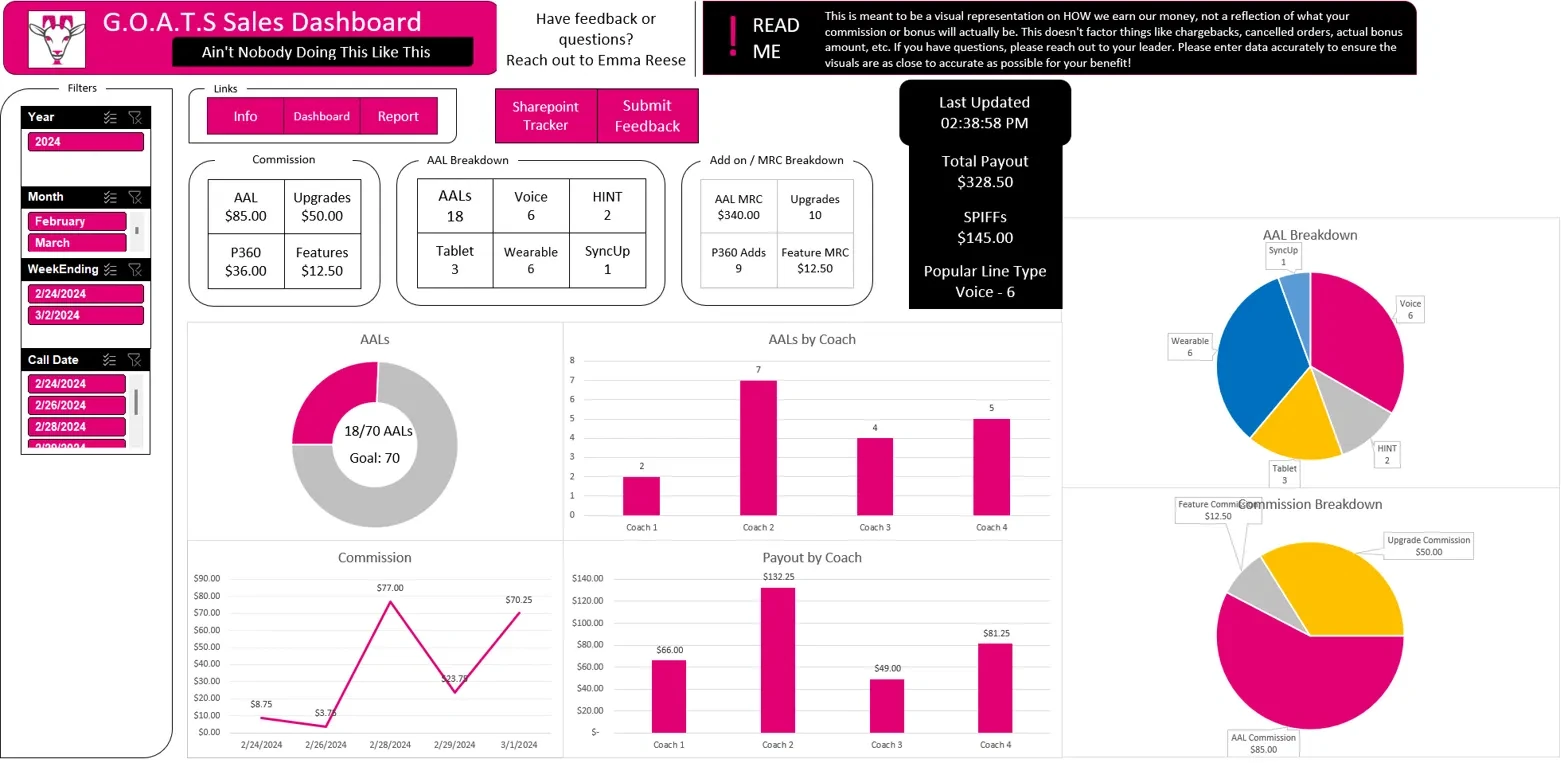 G.O.A.T.S Sales Dashboard
Ain't Nobody Doing This Like This
Have feedback or
questions?
Reach out to Emma Reese
! READ
ME
This is meant to be a visual representation on HOW we earn our money, not a reflection of what your
commission or bonus will actually be. This doesn't factor things like chargebacks, cancelled orders, actual bonus
amount, etc. If you have questions, please reach out to your leader. Please enter data accurately to ensure the
visuals are as close to accurate as possible for your benefit!
Filters
Year
2024
Month
February
March
WeekEnding
2/24/2024
3/2/2024
Call Date
2/24/2024
2/26/2024
2/28/2024
2/29/2024
Links
Info
Dashboard
Report
Sharepoint
Tracker
Submit
Feedback
Last Updated
02:38:58 PM
Total Payout
$328.50
SPIFFs
$145.00
Popular Line Type
Voice - 6
Commission
AAL
$85.00
Upgrades
$50.00
P360
$36.00
Features
$12.50
AAL Breakdown
AALs
18
Voice
6
HINT
2
Tablet
3
Wearable
6
SyncUp
1
Add on / MRC Breakdown
AAL MRC
$340.00
Upgrades
10
P360 Adds
9
Feature MRC
$12.50
AALs
18/70 AALs
Goal: 70
AALs by Coach
8
7
6
5
4
3
2
1
0
2
7
4
5
Coach 1
Coach 2
Coach 3
Coach 4
Commission
$90.00
$80.00
$70.00
$60.00
$50.00
$40.00
$30.00
$20.00
$10.00
$0.00
$8.75
$3.75
$77.00
$23.75
$70.25
2/24/2024
2/26/2024
2/28/2024
2/29/2024
3/1/2024
Payout by Coach
$140.00
$120.00
$100.00
$80.00
$60.00
$40.00
$20.00
$-
$66.00
$132.25
$49.00
$81.25
Coach 1
Coach 2
Coach 3
Coach 4
AAL Breakdown
SyncUp
1
Voice
6
Wearable
6
HINT
2
Tablet
3
Commission Breakdown
Feature Commission
$12.50
Upgrade Commission
$50.00
AAL Commission
$85.00